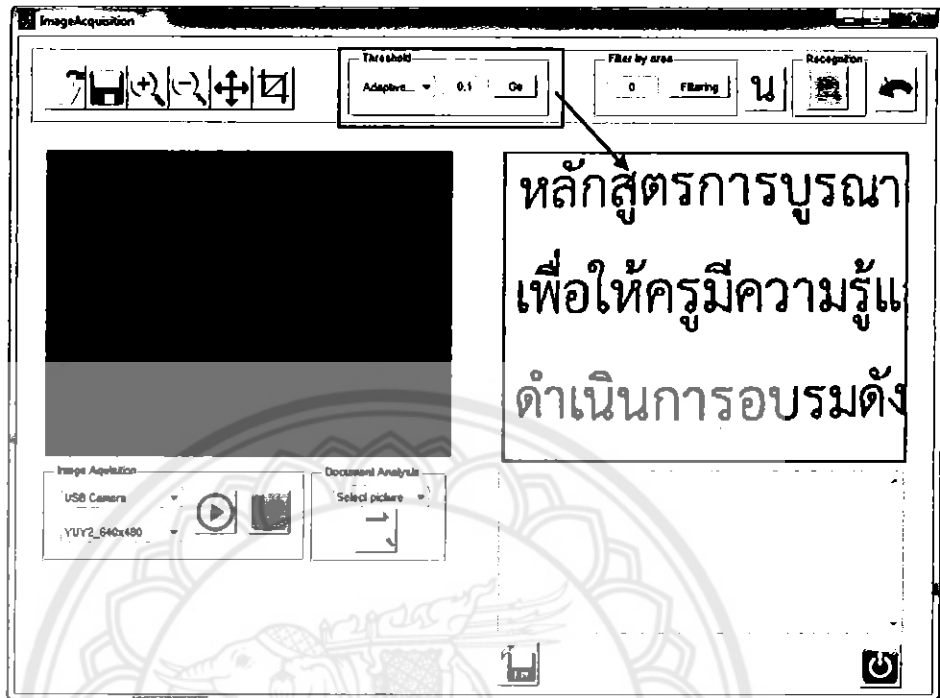 ImageAcquisition
Threshold
Filter by area
Recognition
Adaptive... 0.1 Go
0 Filtering น
หลักสูตรการบูรณา
เพื่อให้ครูมีความรู้แ
ดำเนินการอบรมดัง
Image Aquisition
Document Analysis
USB Camera
Select picture
YUY2_640x480